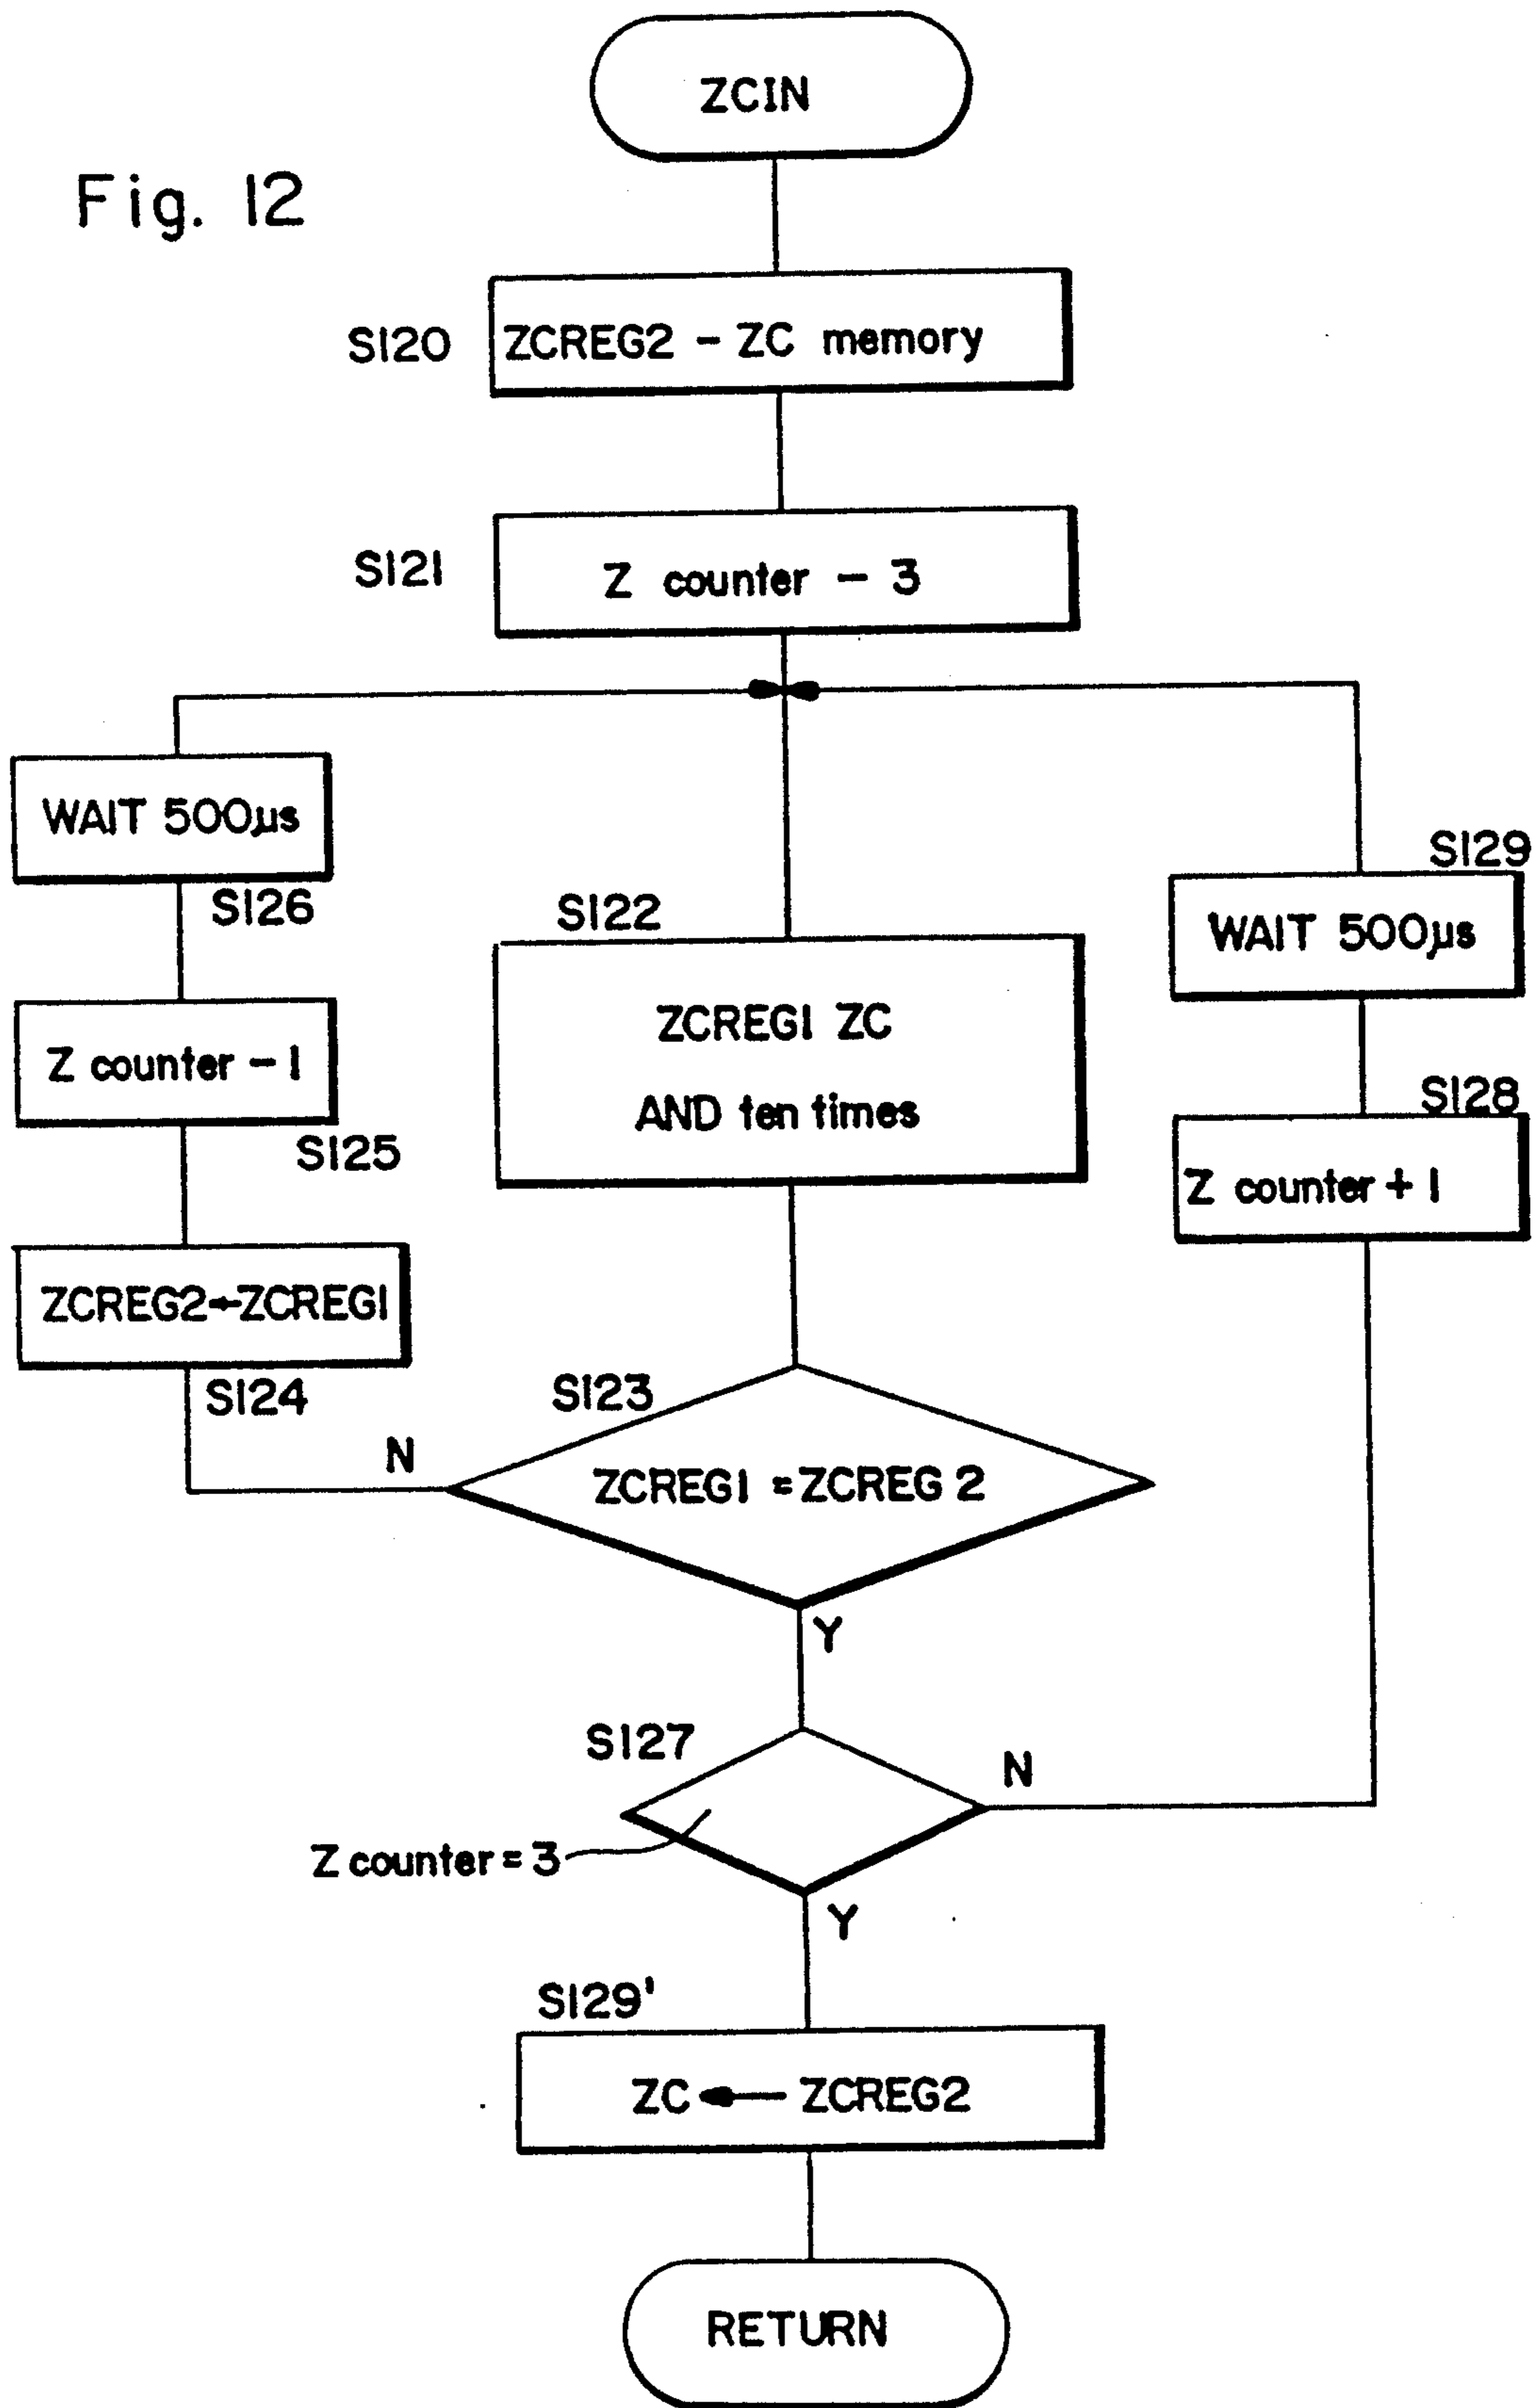 ZCIN
Fig. 12
S120
ZCREG2 - ZC memory
S121
Z counter - 3
WAIT 500µs
S126
S129
WAIT 500µs
S122
ZCREG1 ZC
AND ten times
Z counter - 1
S125
S128
Z counter + 1
ZCREG2←ZCREG1
S124
S123
N
ZCREG1 = ZCREG 2
Y
S127
N
Z counter = 3
Y
S129'
ZC ← ZCREG2
RETURN